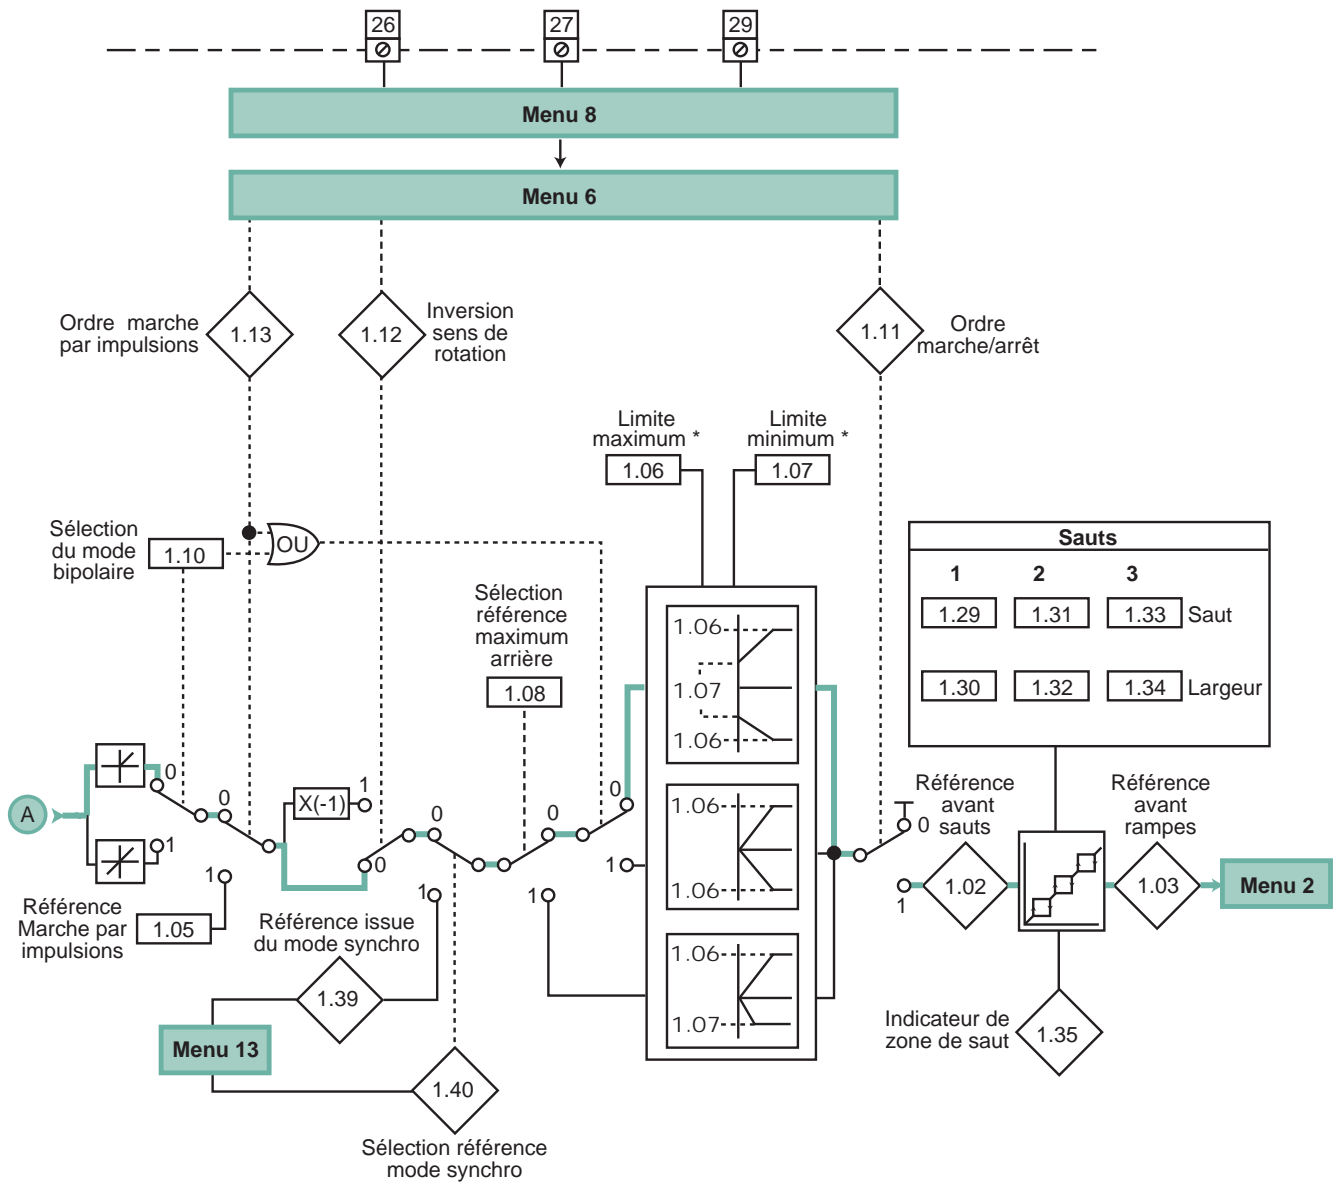 26 27 29
Menu 8
Menu 6
Ordre marche
par impulsions
1.13
1.12
Inversion
sens de
rotation
1.11
Ordre
marche/arrêt
Limite
maximum *
1.06
Limite
minimum *
1.07
Sélection
du mode
bipolaire
1.10
OU
Sélection
référence
maximum
arrière
1.08
Sauts
1 2 3
1.29 1.31 1.33 Saut
1.30 1.32 1.34 Largeur
1.06
1.07
1.06
1.06
1.06
1.06
1.07
A
0
1
0
1
X(-1)
1
0
0
1
0
1
0
1
0
1
Référence
Marche par
impulsions
1.05
Référence issue
du mode synchro
1.39
Menu 13
1.40
Sélection référence
mode synchro
Référence
avant
sauts
1.02
Référence
avant
rampes
1.03
Menu 2
Indicateur de
zone de saut
1.35